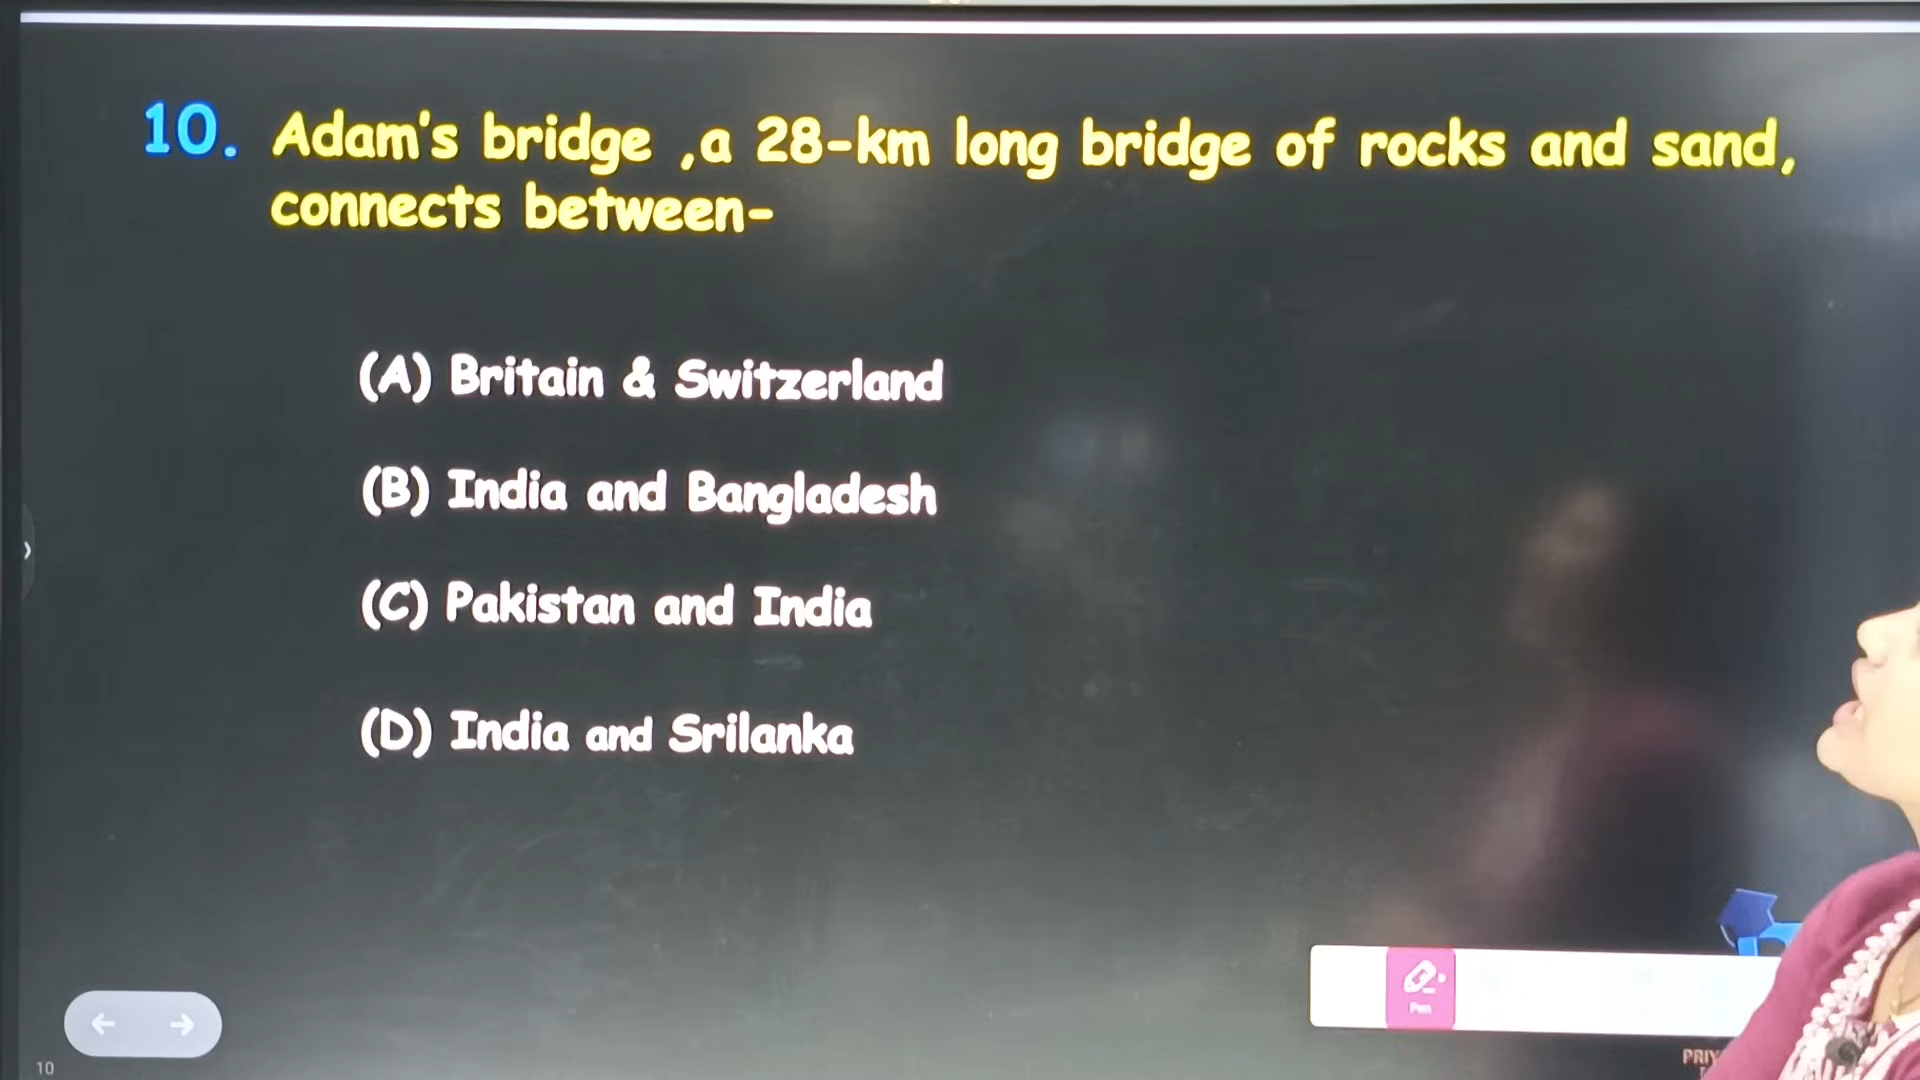 10. Adam's bridge ,a 28-km long bridge of rocks and sand,
connects between-
(A) Britain & Switzerland
(B) India and Bangladesh
(C) Pakistan and India
(D) India and Srilanka
Pen
10